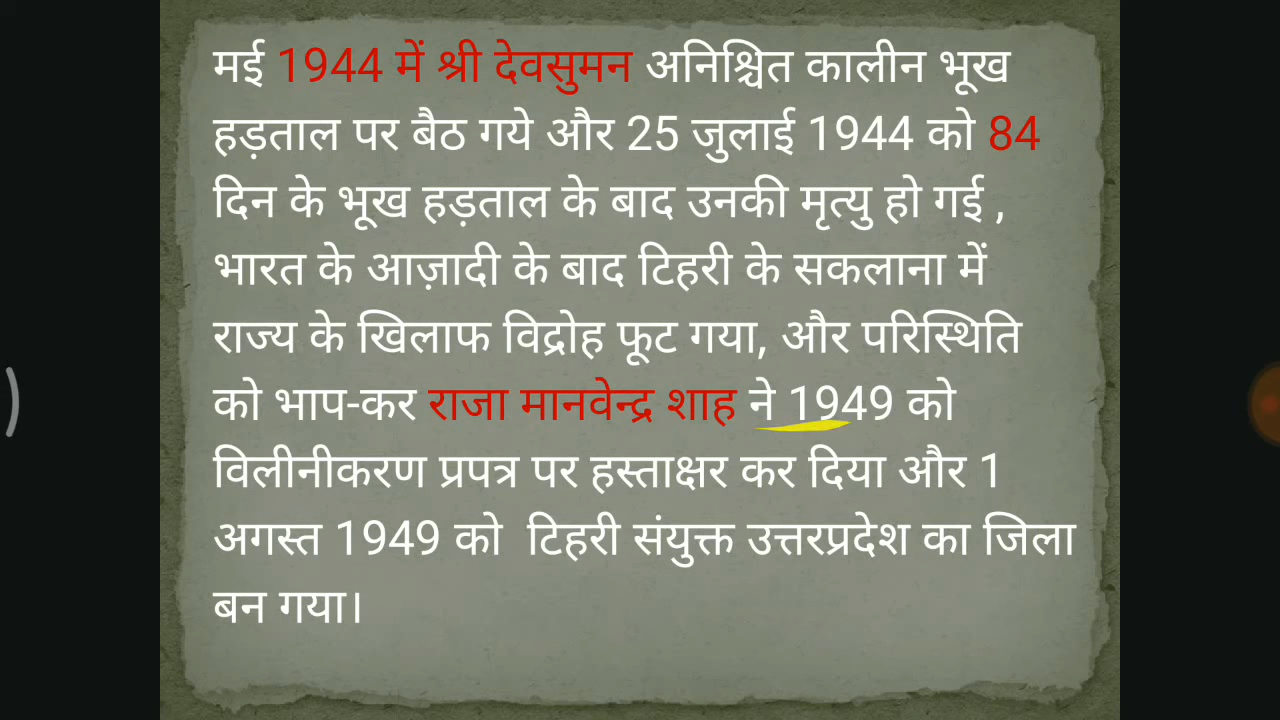 मई 1944 में श्री देवसुमन अनिश्चित कालीन भूख
हड़ताल पर बैठ गये और 25 जुलाई 1944 को 84
दिन के भूख हड़ताल के बाद उनकी मृत्यु हो गई ,
भारत के आज़ादी के बाद टिहरी के सकलाना में
राज्य के खिलाफ विद्रोह फूट गया, और परिस्थिति
को भाप-कर राजा मानवेन्द्र शाह ने 1949 को
विलीनीकरण प्रपत्र पर हस्ताक्षर कर दिया और 1
अगस्त 1949 को टिहरी संयुक्त उत्तरप्रदेश का जिला
बन गया।